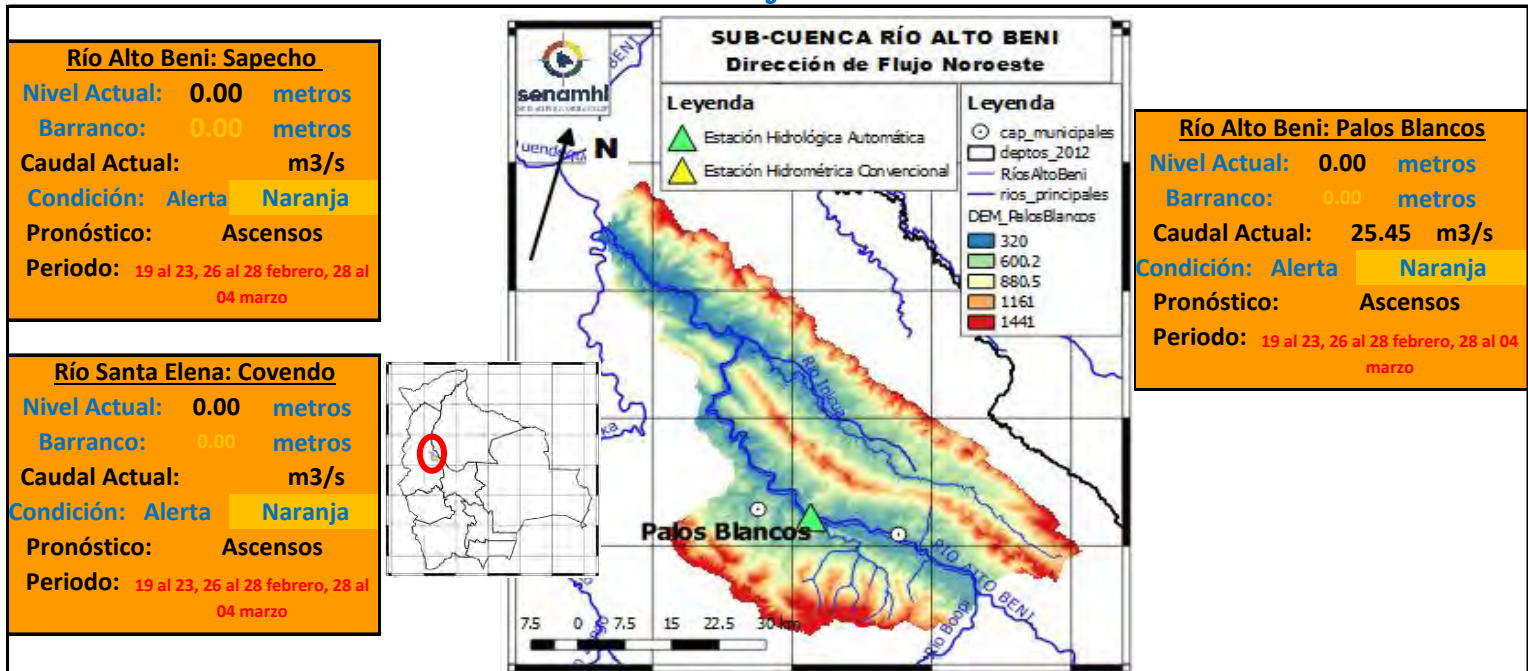 Río Alto Beni: Sapecho
Nivel Actual: 0.00 metros
Barranco: 0.00 metros
Caudal Actual: m3/s
Condición: Alerta Naranja
Pronóstico: Ascensos
Periodo: 19 al 23, 26 al 28 febrero, 28 al
04 marzo
Río Santa Elena: Covendo
Nivel Actual: 0.00 metros
Barranco: 0.00 metros
Caudal Actual: m3/s
Condición: Alerta Naranja
Pronóstico: Ascensos
Periodo: 19 al 23, 26 al 28 febrero, 28 al
04 marzo
senamhi
SUB-CUENCA RÍO ALTO BENI
Dirección de Flujo Noroeste
Leyenda
Estación Hidrológica Automática
Estación Hidrométrica Convencional
Leyenda
cap_municipales
deptos_2012
RíosAltoBeni
rios_principales
DEM_PalosBlancos
320
600.2
880.5
1161
1441
N
BENI
Río Inicua
Palos Blancos
RIO ALTO BENI
Rio Boopi
7.5 0 7.5 15 22.5 30 km
Río Alto Beni: Palos Blancos
Nivel Actual: 0.00 metros
Barranco: 0.00 metros
Caudal Actual: 25.45 m3/s
Condición: Alerta Naranja
Pronóstico: Ascensos
Periodo: 19 al 23, 26 al 28 febrero, 28 al 04
marzo